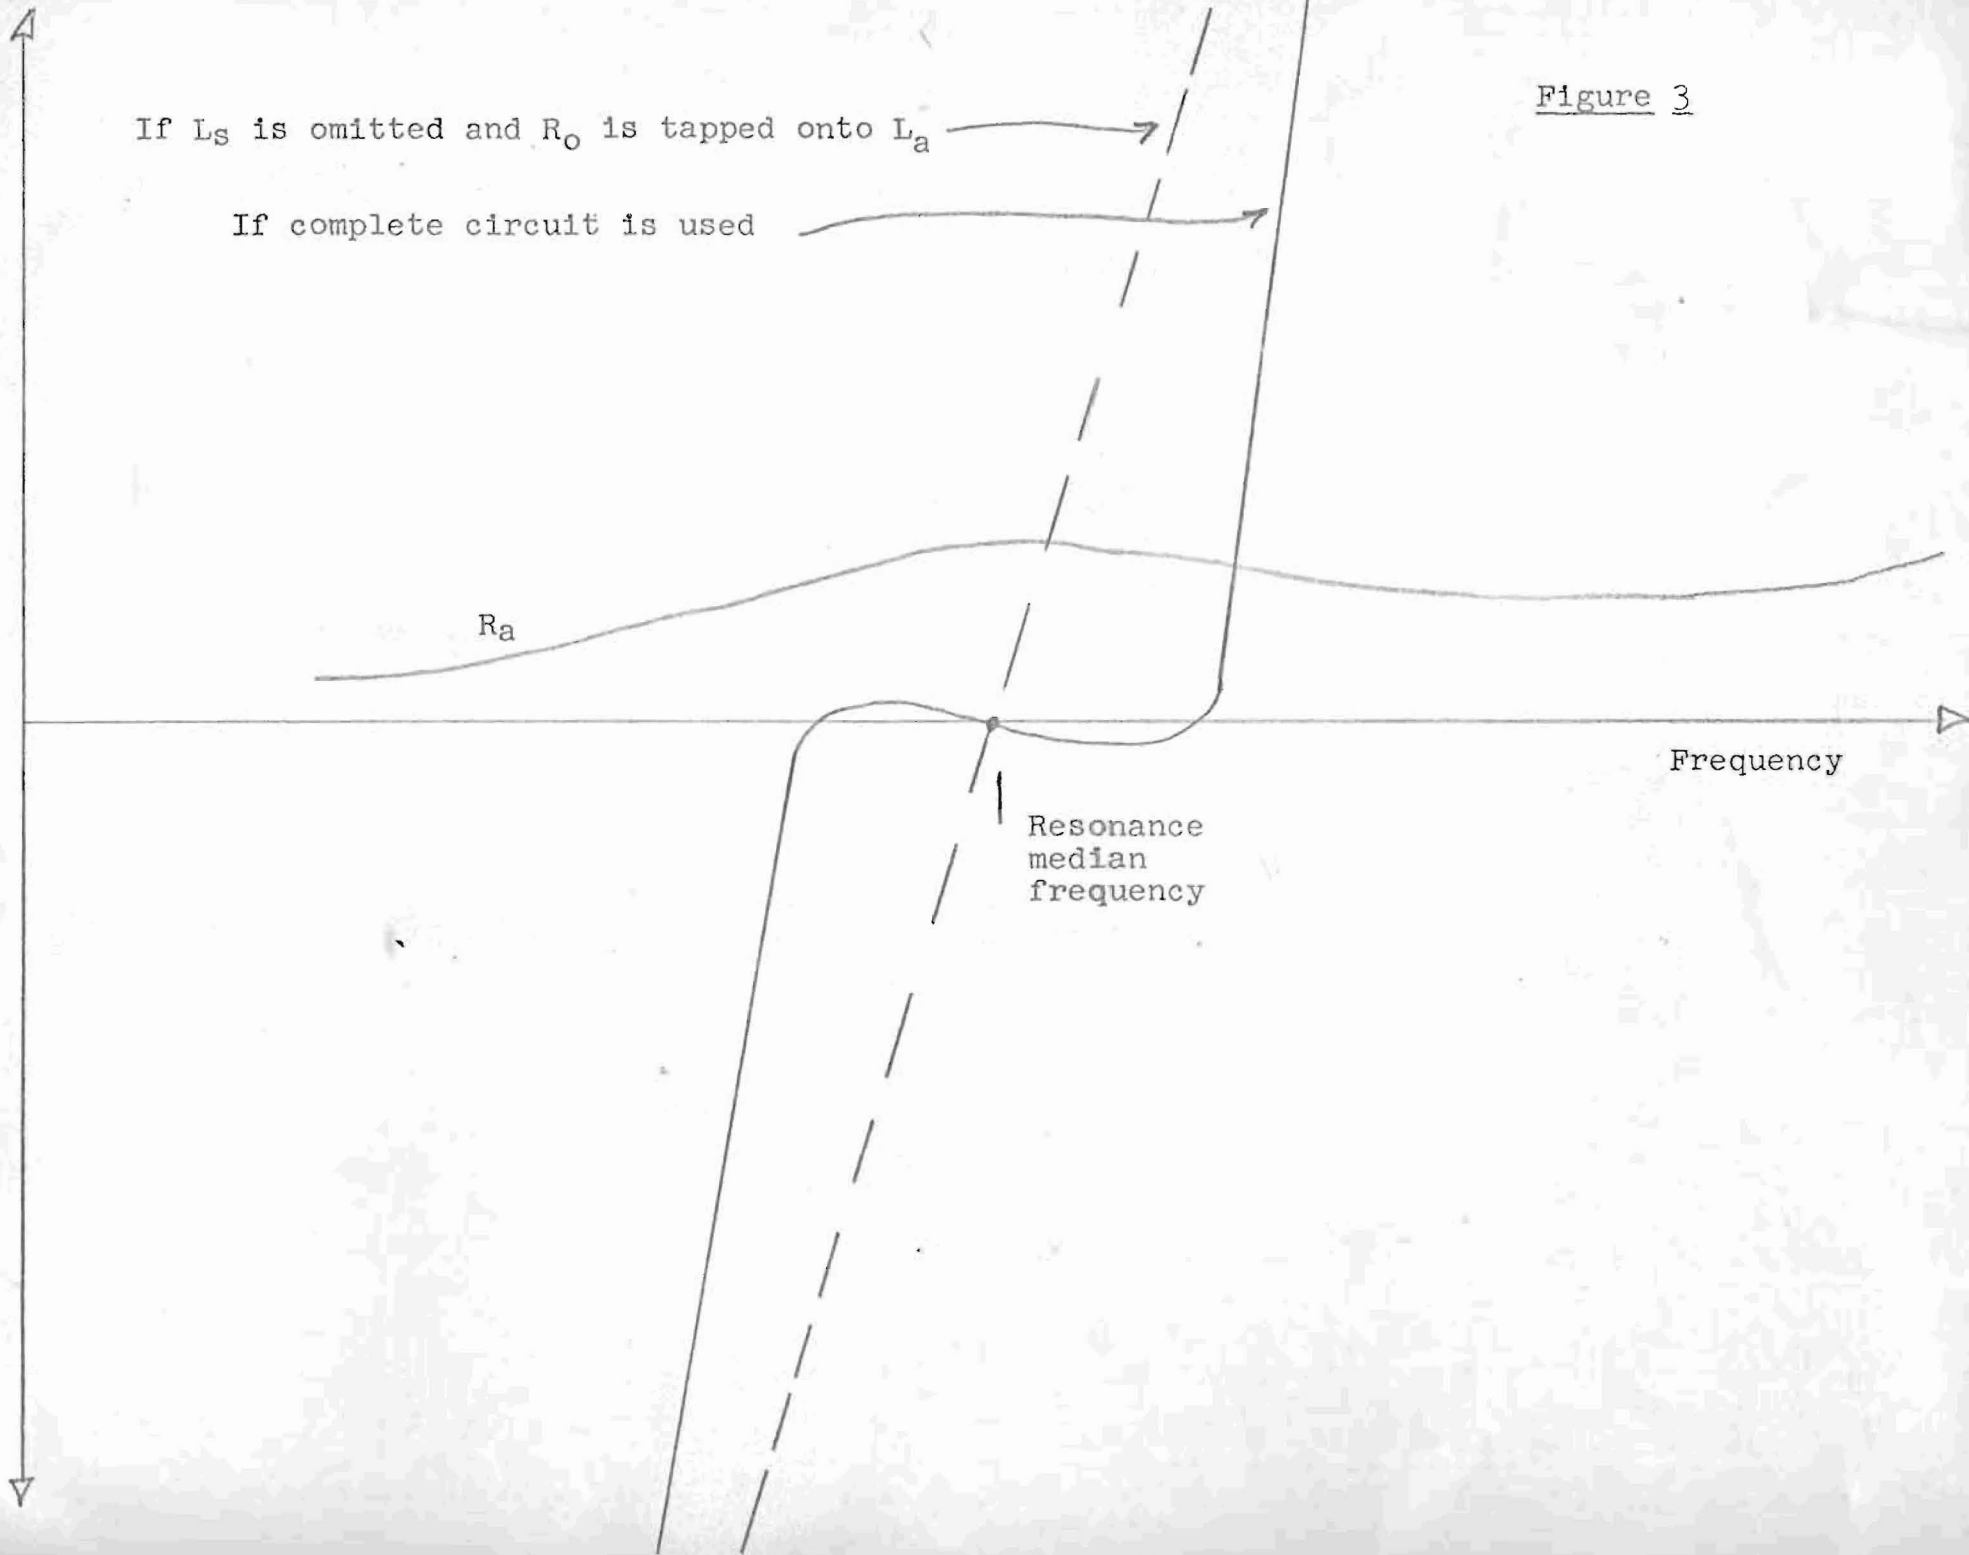 Figure 3
If Ls is omitted and Ro is tapped onto La
If complete circuit is used
Ra
Frequency
Resonance
median
frequency